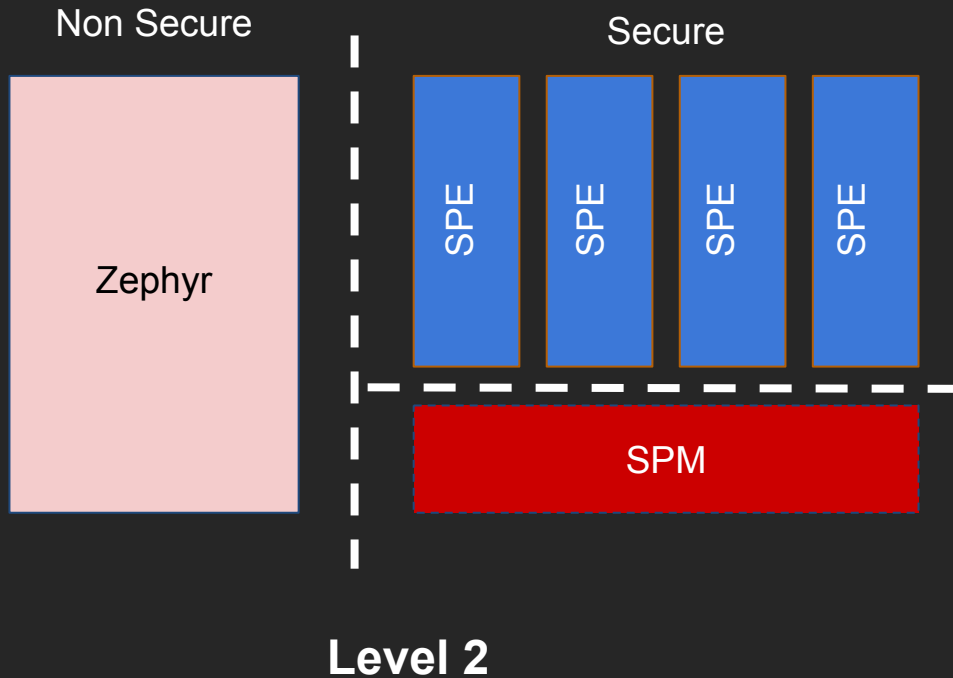 Non Secure
Secure
Zephyr
SPE
SPE
SPE
SPE
SPM
Level 2